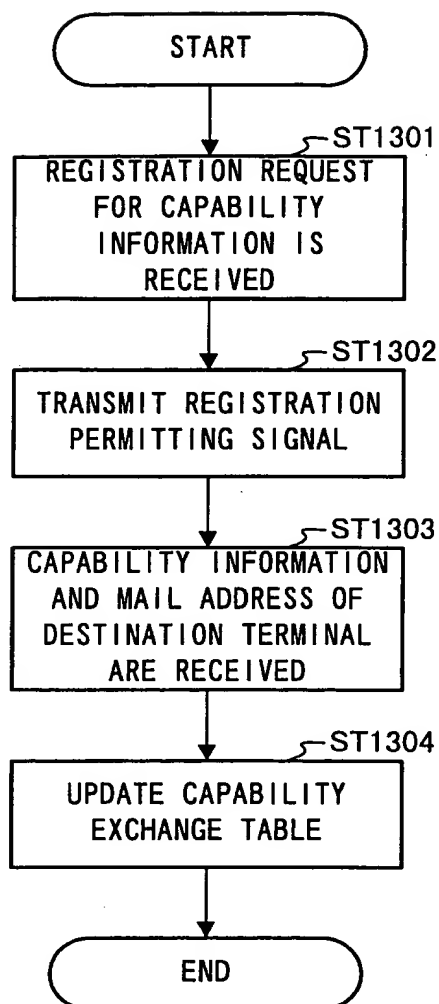 START
ST1301
REGISTRATION REQUEST
FOR CAPABILITY
INFORMATION IS
RECEIVED
ST1302
TRANSMIT REGISTRATION
PERMITTING SIGNAL
ST1303
CAPABILITY INFORMATION
AND MAIL ADDRESS OF
DESTINATION TERMINAL
ARE RECEIVED
ST1304
UPDATE CAPABILITY
EXCHANGE TABLE
END